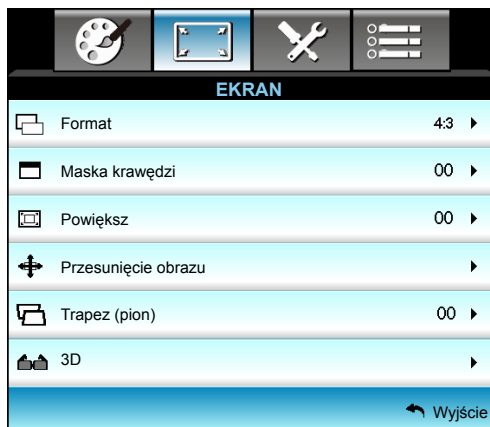 EKRAN
Format 4:3
Maska krawędzi 00
Powiększ 00
Przesunięcie obrazu
Trapez (pion) 00
3D
Wyjście